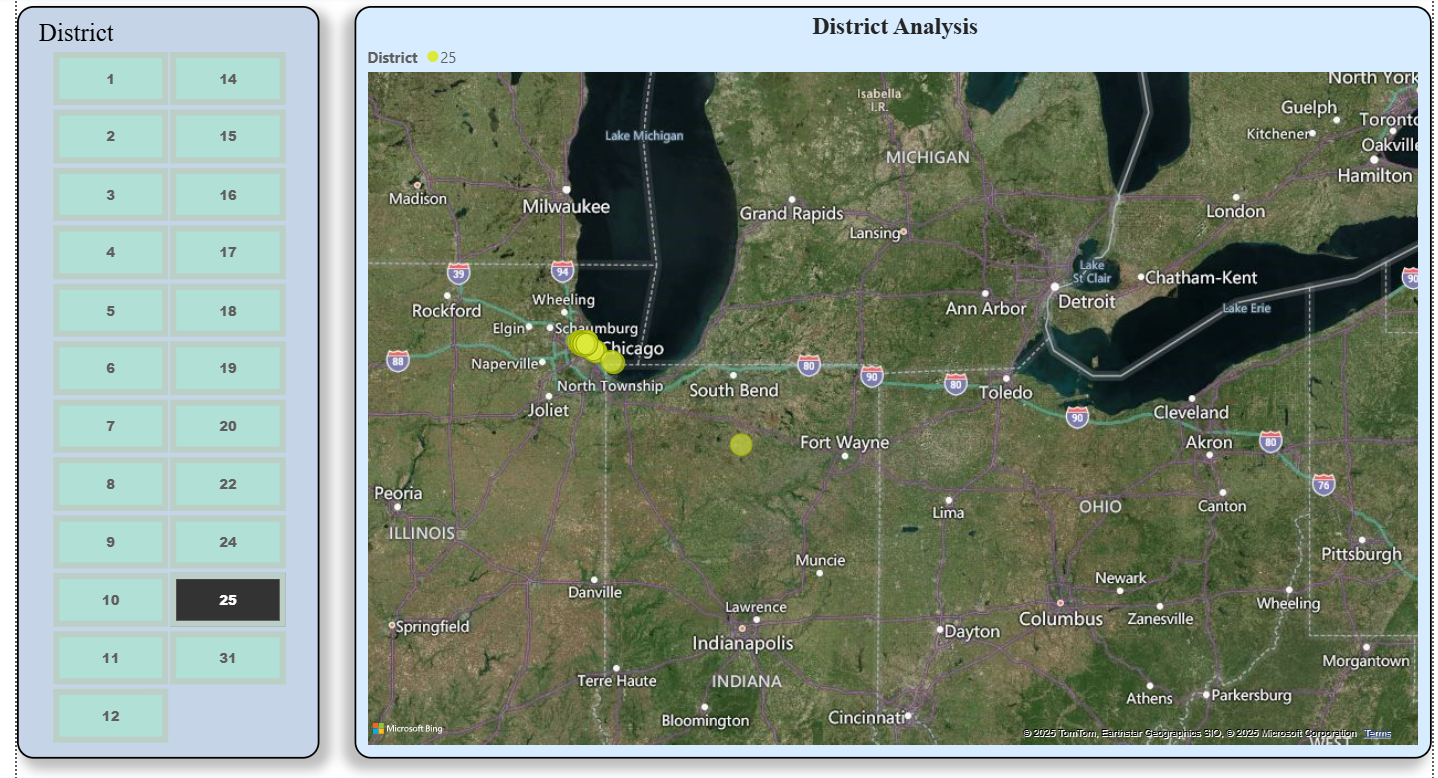 District
1
14
2
15
3
16
4
17
5
18
6
19
7
20
8
22
9
24
10
25
11
31
12
District Analysis
District 25
North York
Isabella
I.R.
Guelph
Toronto
Lake Michigan
Kitchener
Oakville
MICHIGAN
Hamilton
Madison
Milwaukee
Grand Rapids
London
Lansing
39
94
Lake
St Clair
Chatham-Kent
90
Wheeling
Rockford
Ann Arbor
Detroit
Lake Erie
Elgin
Schaumburg
Chicago
88
Naperville
80
90
80
North Township
South Bend
Toledo
Joliet
90
Cleveland
Fort Wayne
Akron
80
76
Peoria
Lima
OHIO
Canton
ILLINOIS
Pittsburgh
Muncie
Danville
Newark
Lawrence
Columbus
Zanesville
Wheeling
Springfield
Indianapolis
Dayton
Morgantown
Terre Haute
INDIANA
Athens
Parkersburg
Bloomington
Cincinnati
Microsoft Bing
© 2025 TomTom, Earthstar Geographics SIO, © 2025 Microsoft Corporation Terms
WEST